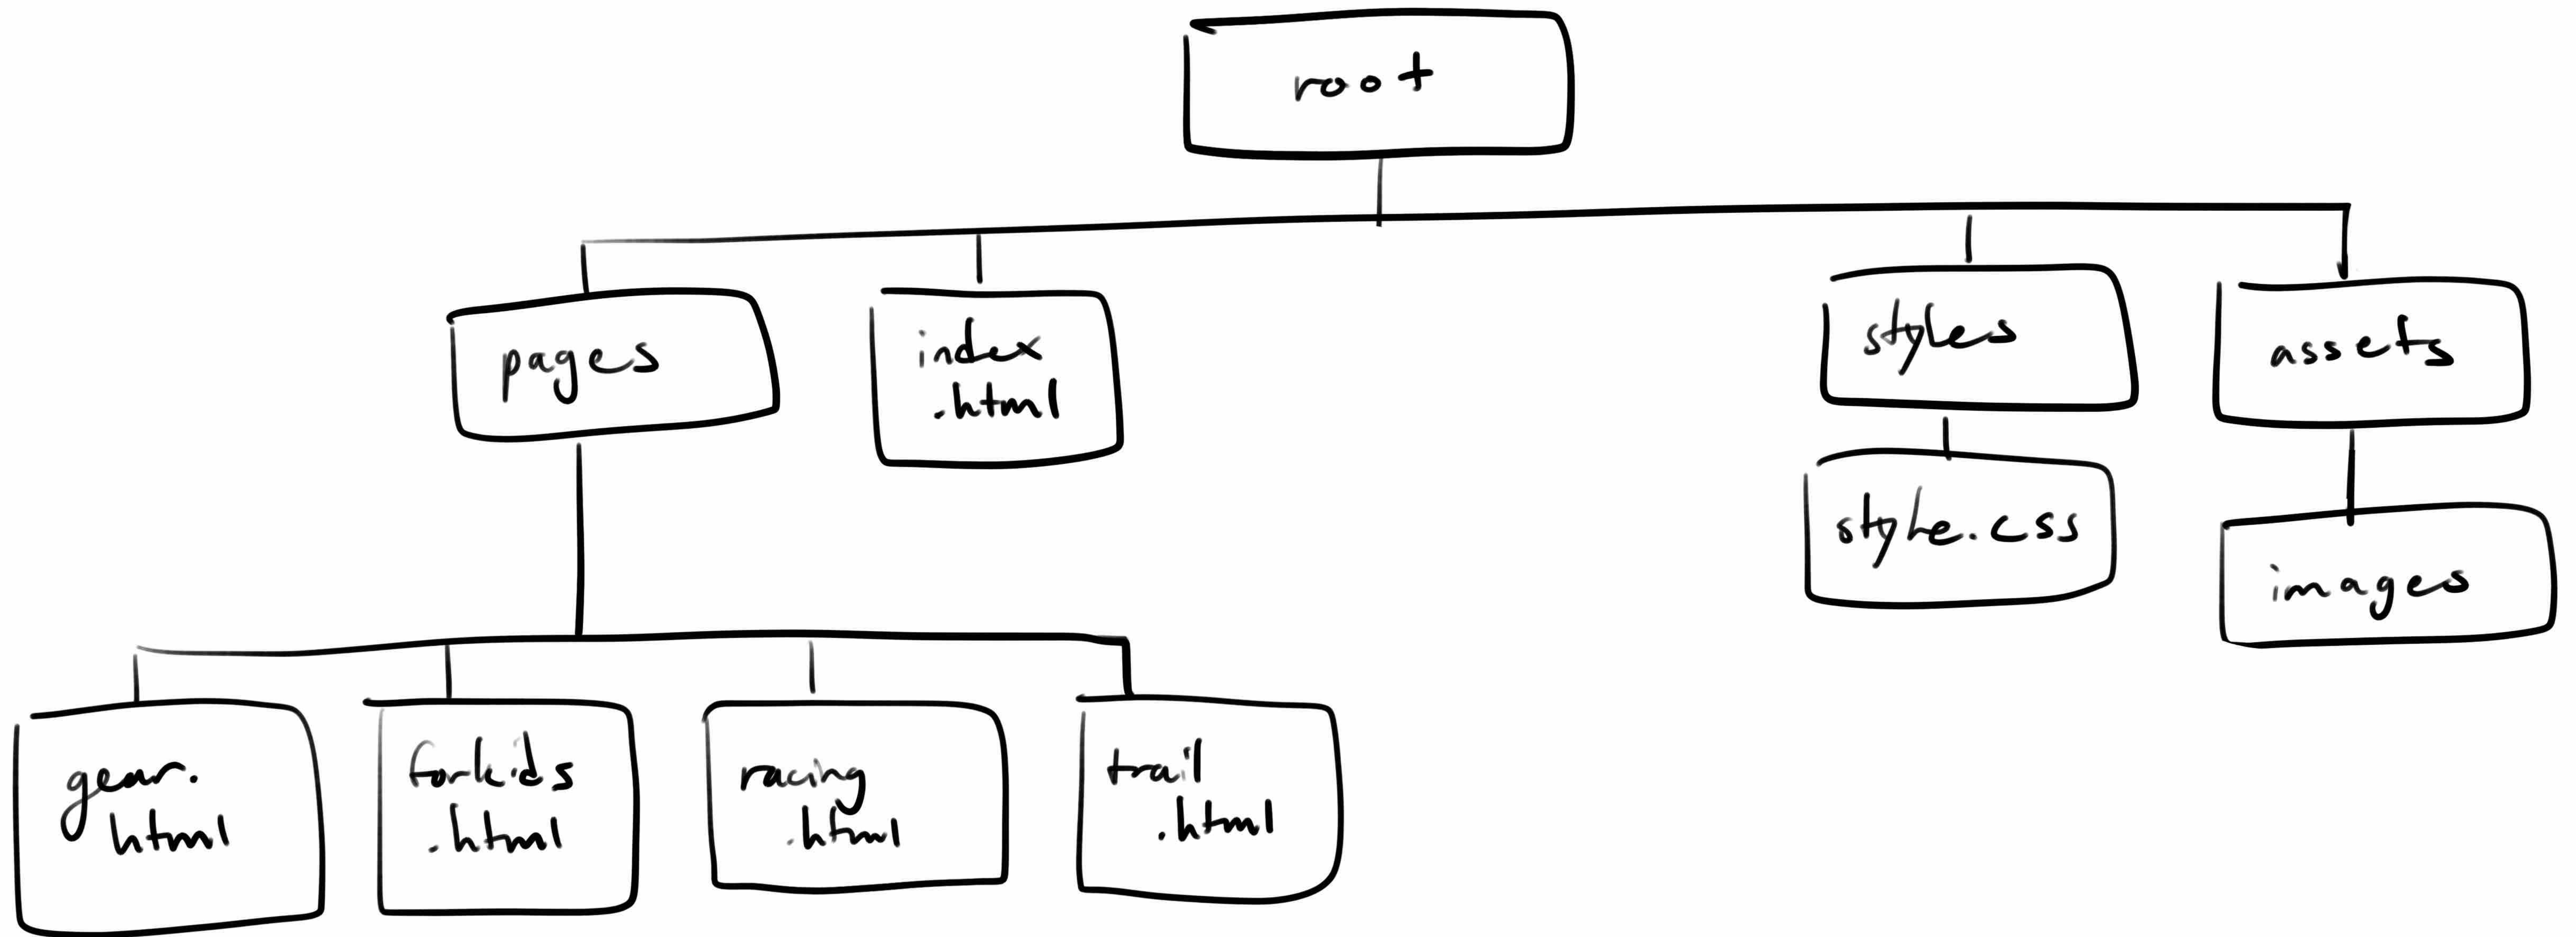 root
pages
index
.html
styles
assets
style.css
images
gear.
html
forkids
.html
racing
.html
trail
.html